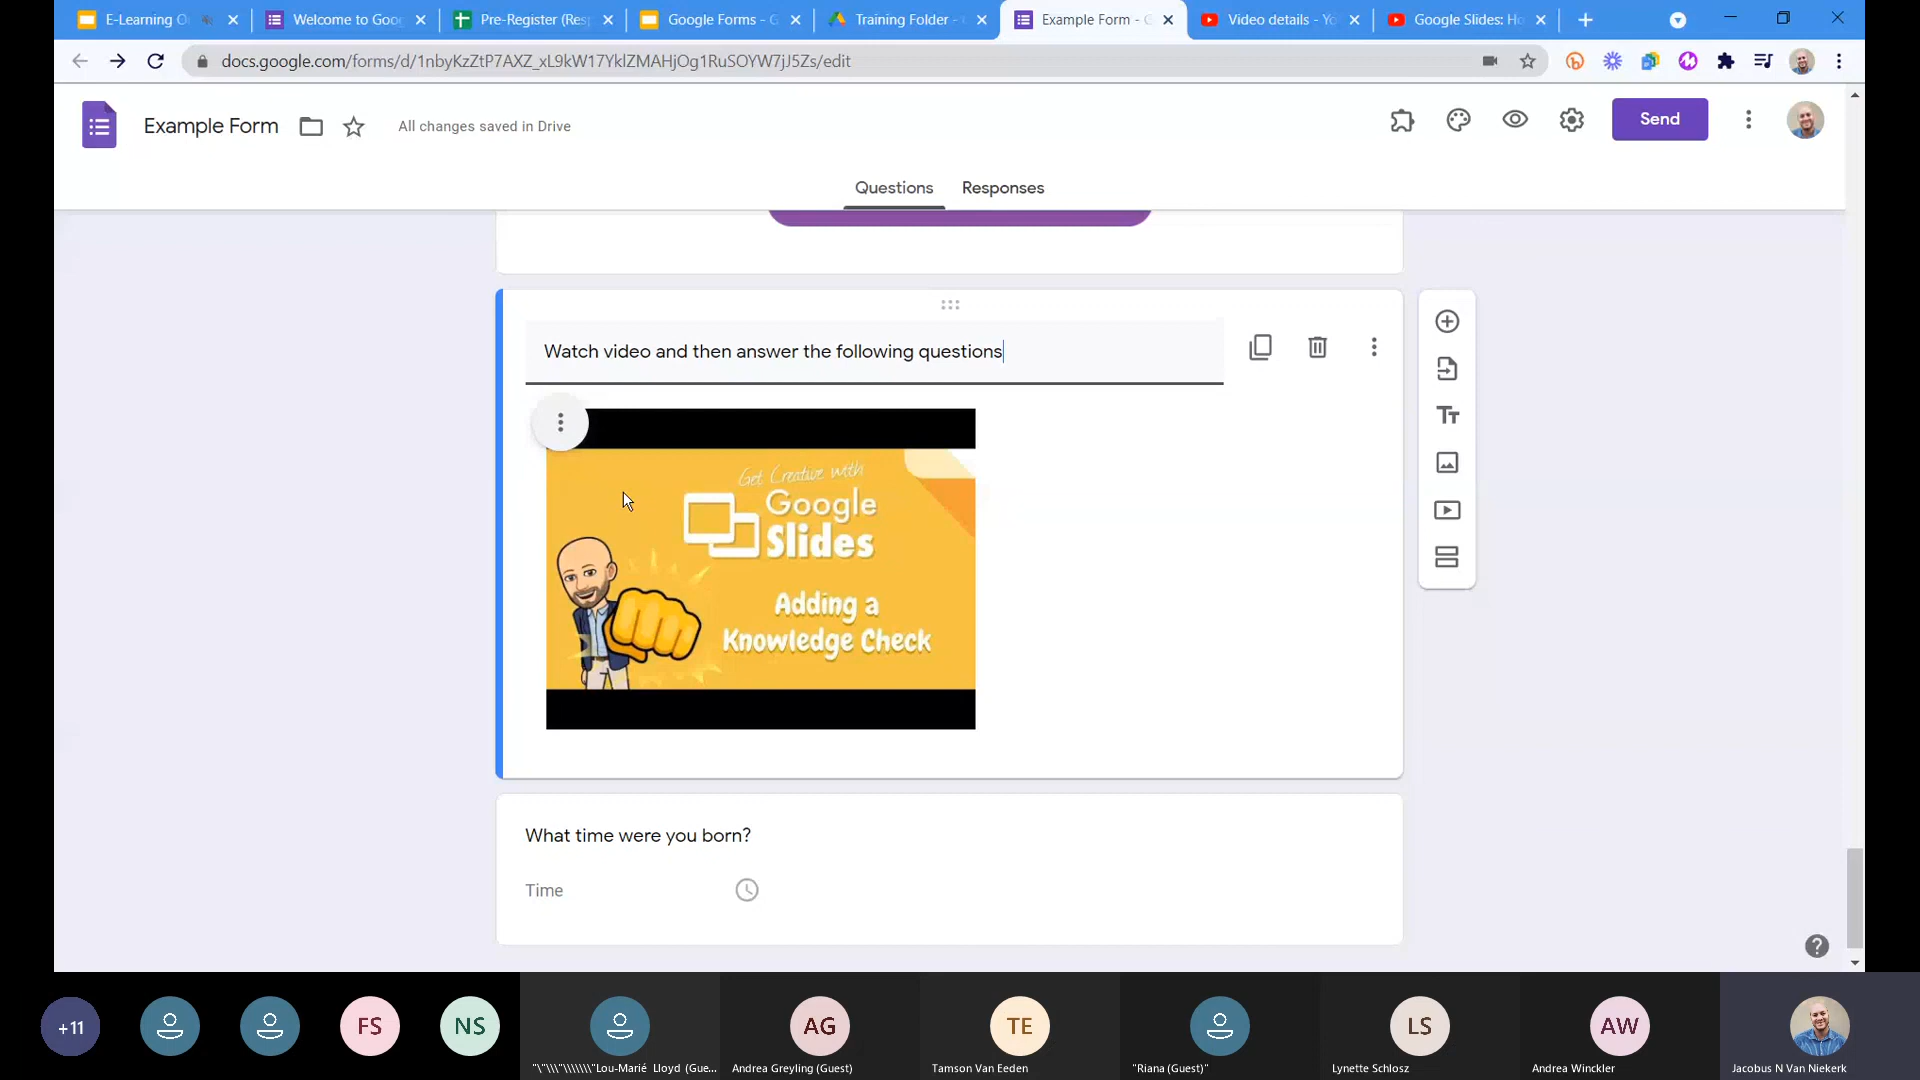 E-Learning O
Welcome to Goog
Pre-Register (Res
Google Forms - G
Training Folder -
Example Form - G
Video details - Yo
Google Slides: Ho
docs.google.com/forms/d/1nbyKzZtP7AXZ_xL9kW17YklZMAHjOg1RuSOYW7jJ5Zs/edit
Example Form
All changes saved in Drive
Send
Questions
Responses
Watch video and then answer the following questions
Get Creative with
Google
Slides
Adding a
Knowledge Check
What time were you born?
Time
+11
FS
NS
AG
TE
LS
AW
"\"\\\"\\\\\\\"Lou-Marié Lloyd (Gue...
Andrea Greyling (Guest)
Tamson Van Eeden
"Riana (Guest)"
Lynette Schlosz
Andrea Winckler
Jacobus N Van Niekerk